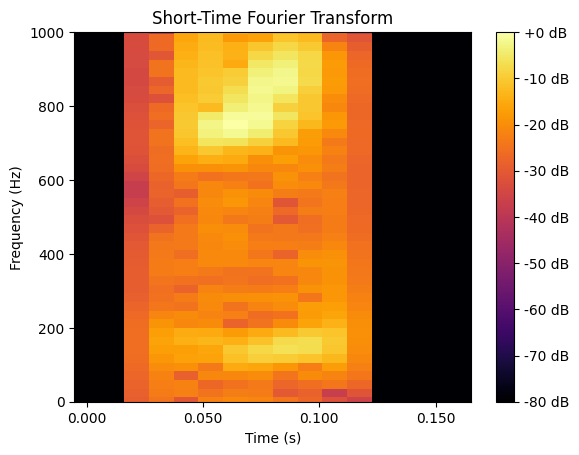 Short-Time Fourier Transform
1000
800
600
400
200
0
Frequency (Hz)
0.000
0.050
0.100
0.150
Time (s)
+0 dB
-10 dB
-20 dB
-30 dB
-40 dB
-50 dB
-60 dB
-70 dB
-80 dB